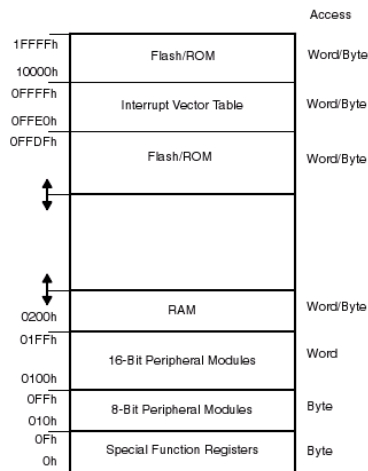 Access
1FFFFh
Flash/ROM
Word/Byte
10000h
0FFFFh
Interrupt Vector Table
Word/Byte
0FFE0h
0FFDFh
Flash/ROM
Word/Byte
RAM
Word/Byte
0200h
01FFh
16-Bit Peripheral Modules
Word
0100h
0FFh
8-Bit Peripheral Modules
Byte
010h
0Fh
Special Function Registers
Byte
0h